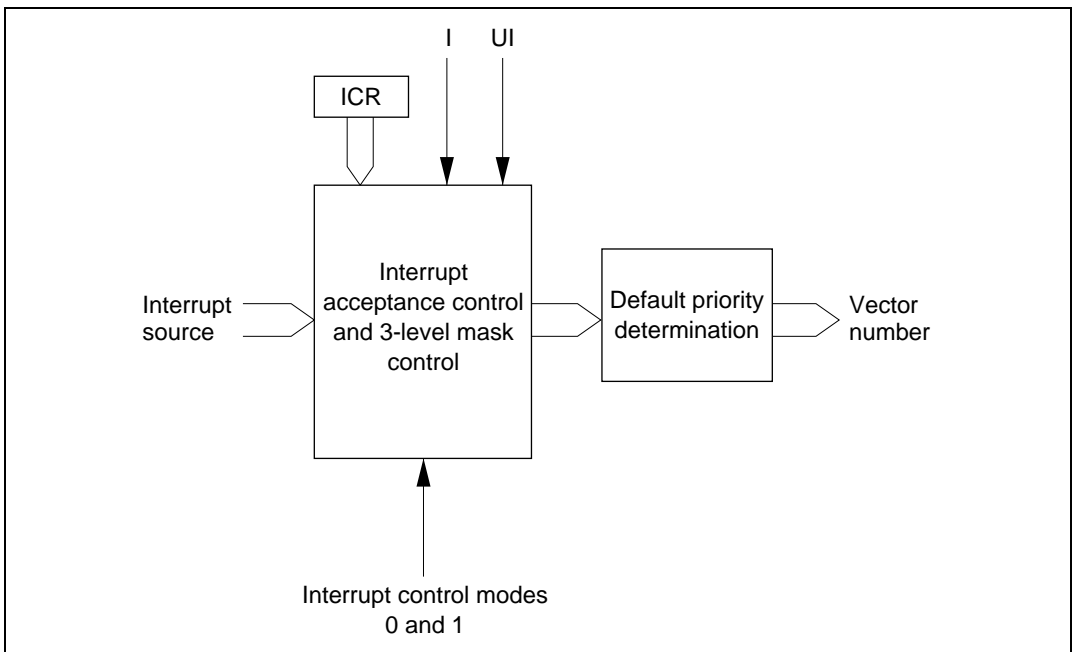 I UI
ICR
Interrupt
acceptance control
and 3-level mask
control
Interrupt
source
Default priority
determination
Vector
number
Interrupt control modes
0 and 1